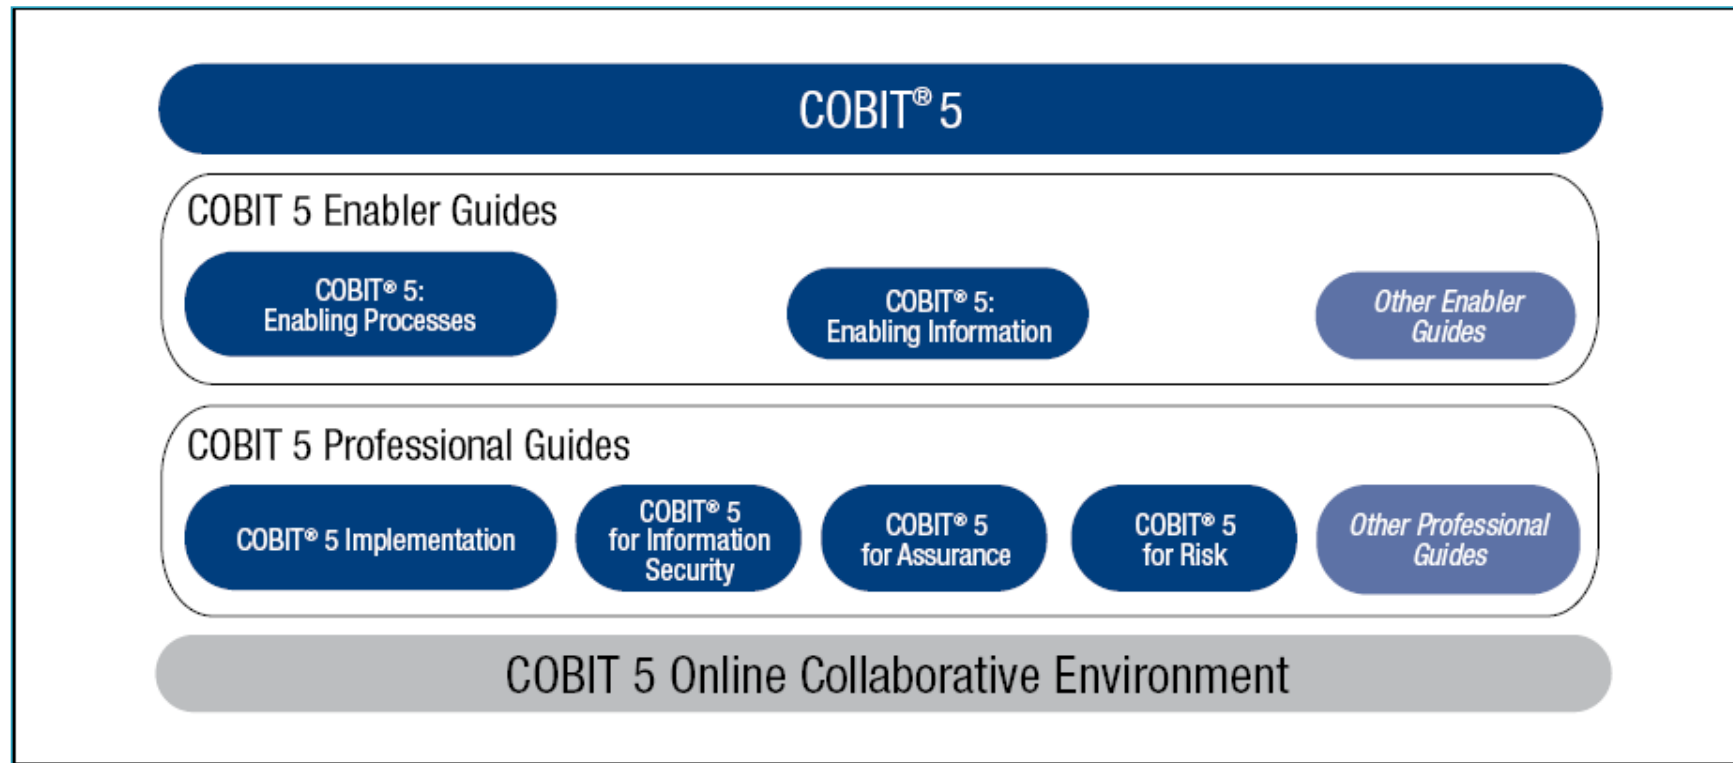 COBIT® 5
COBIT 5 Enabler Guides
COBIT® 5:
Enabling Processes
COBIT® 5:
Enabling Information
Other Enabler
Guides
COBIT 5 Professional Guides
COBIT® 5 Implementation
COBIT® 5
for Information
Security
COBIT® 5
for Assurance
COBIT® 5
for Risk
Other Professional
Guides
COBIT 5 Online Collaborative Environment